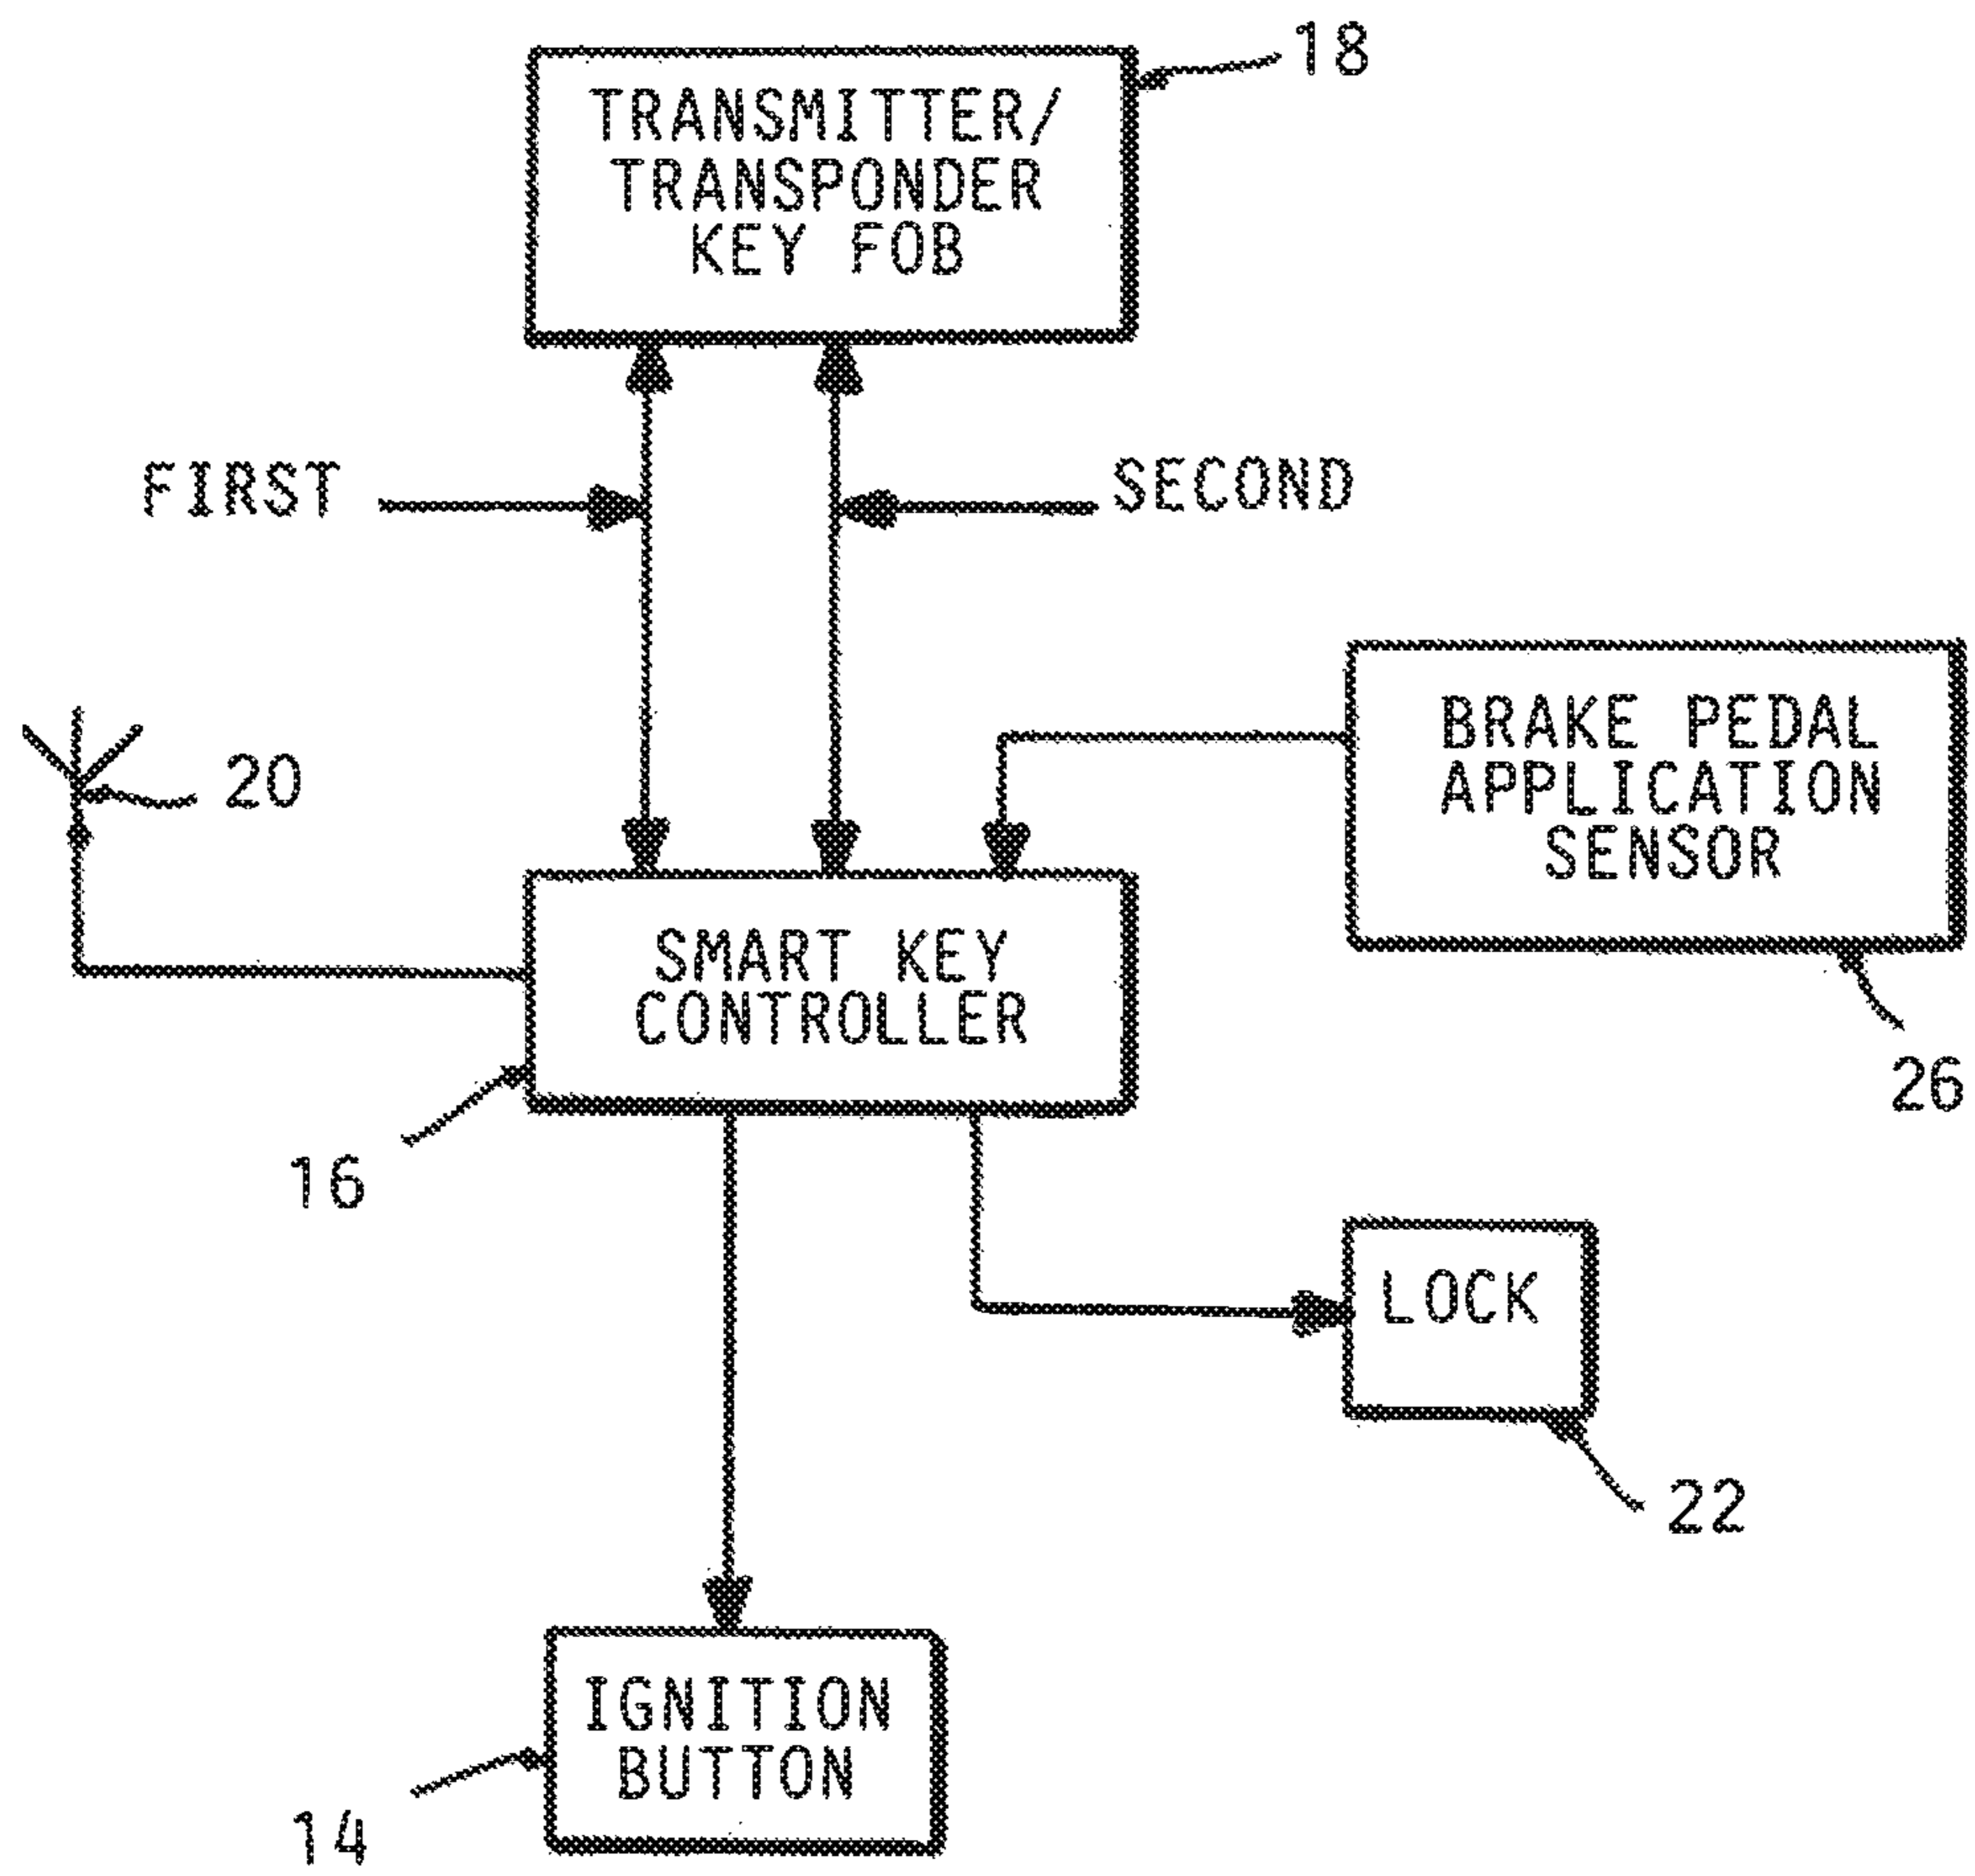 18
TRANSMITTER/
TRANSPONDER
KEY FOB
FIRST
SECOND
20
BRAKE PEDAL
APPLICATION
SENSOR
SMART KEY
CONTROLLER
26
16
LOCK
22
IGNITION
BUTTON
14